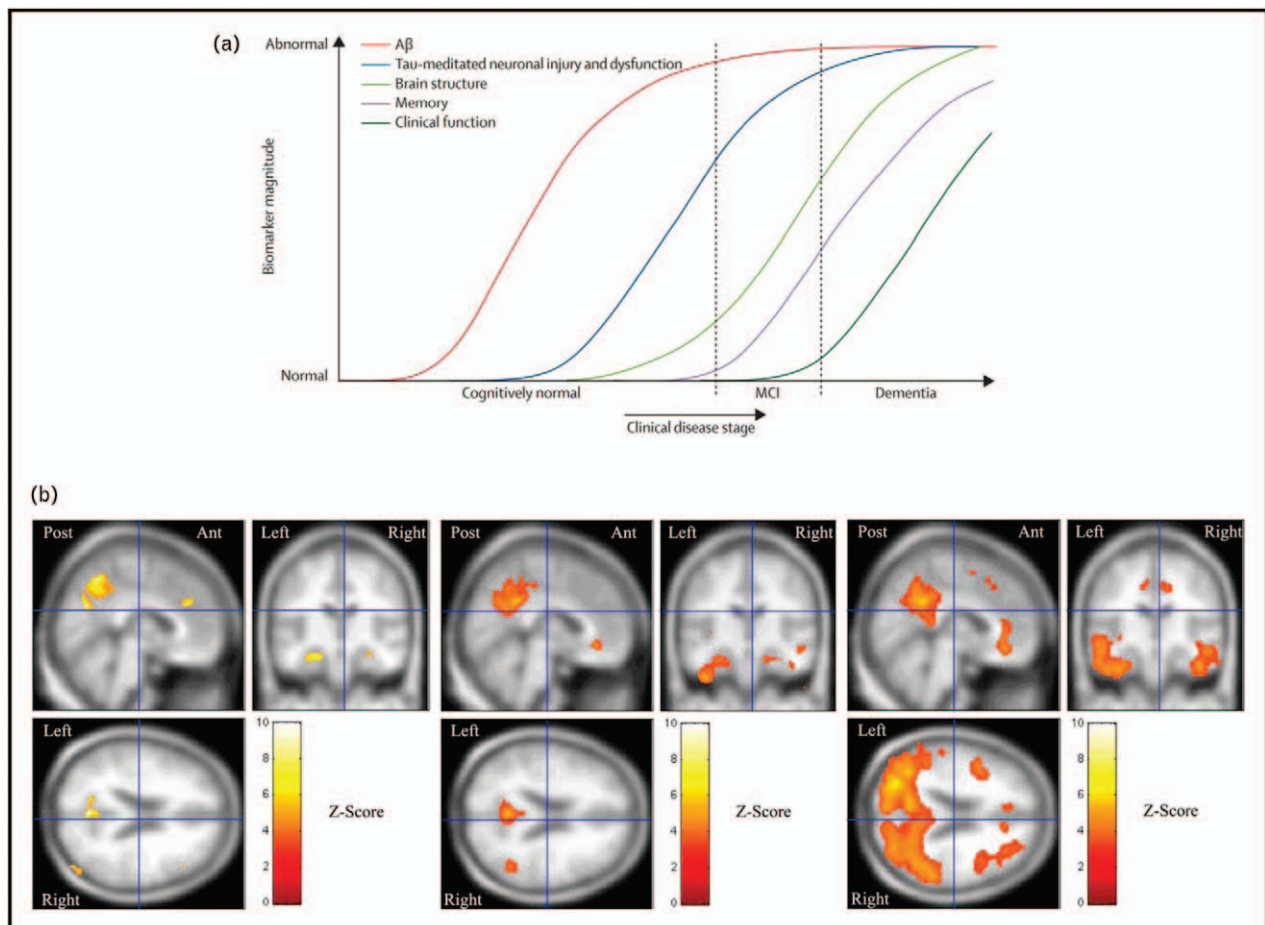 (a)
Abnormal
Aβ
Tau-meditated neuronal injury and dysfunction
Brain structure
Memory
Clinical function
Biomarker magnitude
Normal
Cognitively normal
MCI
Dementia
Clinical disease stage
(b)
Post Ant Left Right Post Ant Left Right Post Ant Left Right
Left 10 Left 10 Left 10
8 8 8
6 6 6
Z-Score Z-Score Z-Score
4 4 4
2 2 2
Right 0 Right 0 Right 0